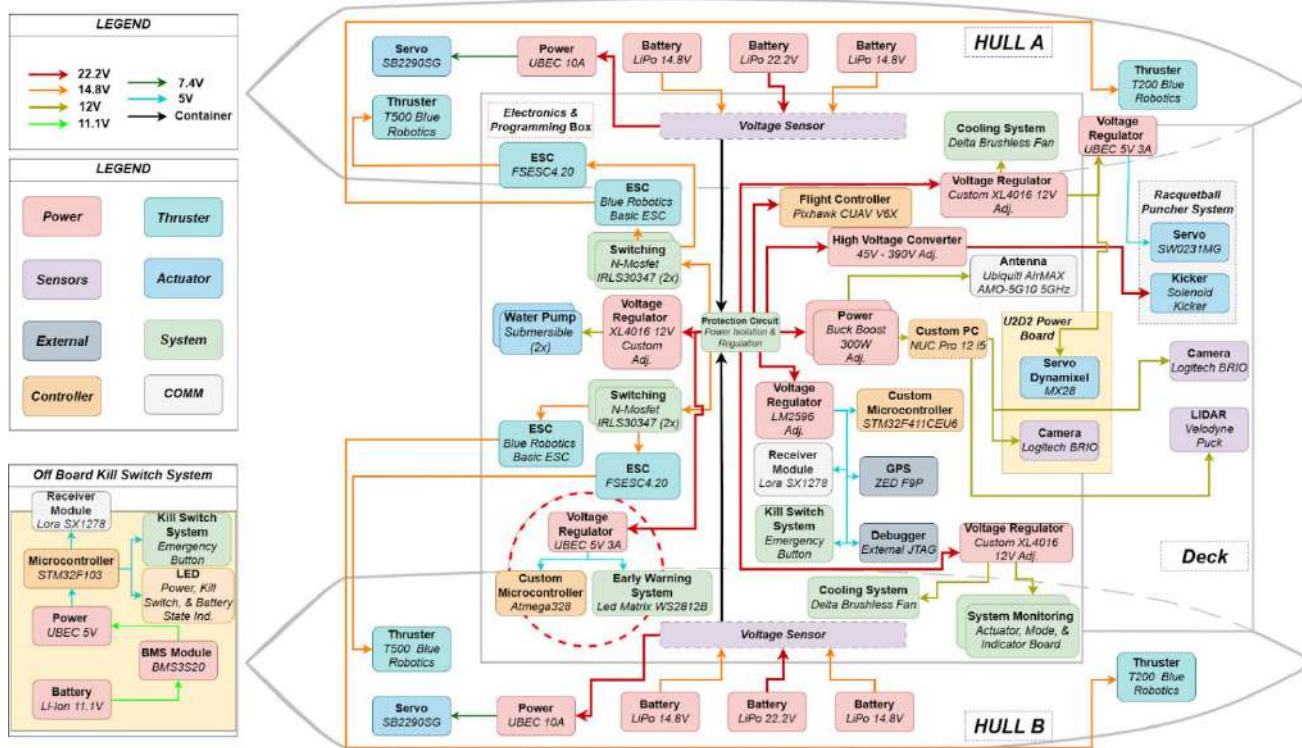 LEGEND
22.2V
14.8V
12V
11.1V
7.4V
5V
Container
LEGEND
Power
Thruster
Sensors
Actuator
External
System
Controller
COMM
Off Board Kill Switch System
Receiver
Module
Lora SX1278
Kill Switch
System
Emergency
Button
Microcontroller
STM32F103
LED
Power, Kill
Switch, & Battery
State Ind.
Power
UBEC 5V
BMS Module
BMS3S20
Battery
Li-Ion 11.1V
HULL A
Servo
SB2290SG
Power
UBEC 10A
Battery
LiPo 14.8V
Battery
LiPo 22.2V
Battery
LiPo 14.8V
Thruster
T200 Blue
Robotics
Thruster
T500 Blue
Robotics
Electronics &
Programming Box
Voltage Sensor
Cooling System
Delta Brushless Fan
Voltage
Regulator
UBEC 5V 3A
ESC
FSESC4.20
ESC
Blue Robotics
Basic ESC
Voltage Regulator
Custom XL4016 12V
Adj.
Flight Controller
Pixhawk CUAV V6X
Racquetball
Puncher System
Servo
SW0231MG
Kicker
Solenoid
Kicker
Switching
N-Mosfet
IRLS30347 (2x)
High Voltage Converter
45V - 390V Adj.
Antenna
Ubiquiti AirMAX
AMO-5G10 5GHz
Water Pump
Submersible
(2x)
Voltage
Regulator
XL4016 12V
Custom
Adj.
Protection Circuit
Power Isolation &
Regulation
Power
Buck Boost
300W
Adj.
Custom PC
NUC Pro 12 i5
U2D2 Power
Board
Servo
Dynamixel
MX28
Camera
Logitech BRIO
Camera
Logitech BRIO
LIDAR
Velodyne
Puck
Switching
N-Mosfet
IRLS30347 (2x)
ESC
Blue Robotics
Basic ESC
ESC
FSESC4.20
Voltage
Regulator
LM2596
Adj.
Custom
Microcontroller
STM32F411CEU6
Receiver
Module
Lora SX1278
GPS
ZED F9P
Kill Switch
System
Emergency
Button
Debugger
External JTAG
Voltage
Regulator
UBEC 5V 3A
Custom
Microcontroller
Atmega328
Early Warning
System
Led Matrix WS2812B
Voltage Regulator
Custom XL4016
12V Adj.
Deck
Cooling System
Delta Brushless Fan
System Monitoring
Actuator, Mode, &
Indicator Board
Voltage Sensor
Thruster
T500 Blue
Robotics
Thruster
T200 Blue
Robotics
Servo
SB2290SG
Power
UBEC 10A
Battery
LiPo 14.8V
Battery
LiPo 22.2V
Battery
LiPo 14.8V
HULL B